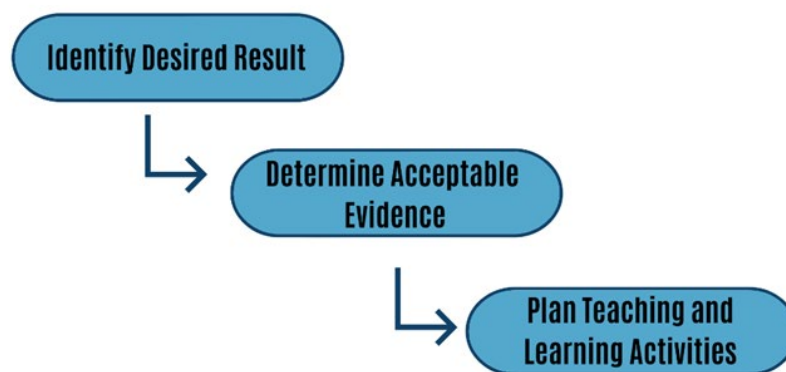 Identify Desired Result
Determine Acceptable
Evidence
Plan Teaching and
Learning Activities